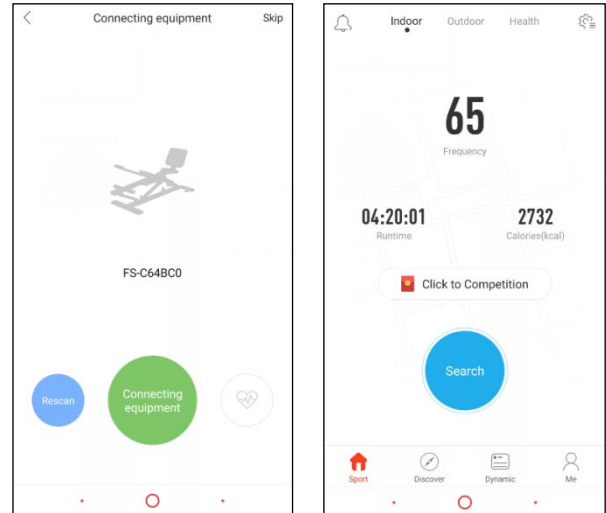 Connecting equipment Skip
FS-C64BC0
Rescan
Connecting
equipment
Indoor Outdoor Health
65
Frequency
04:20:01 2732
Runtime Calories(kcal)
Click to Competition
Search
Sport Discover Dynamic Me